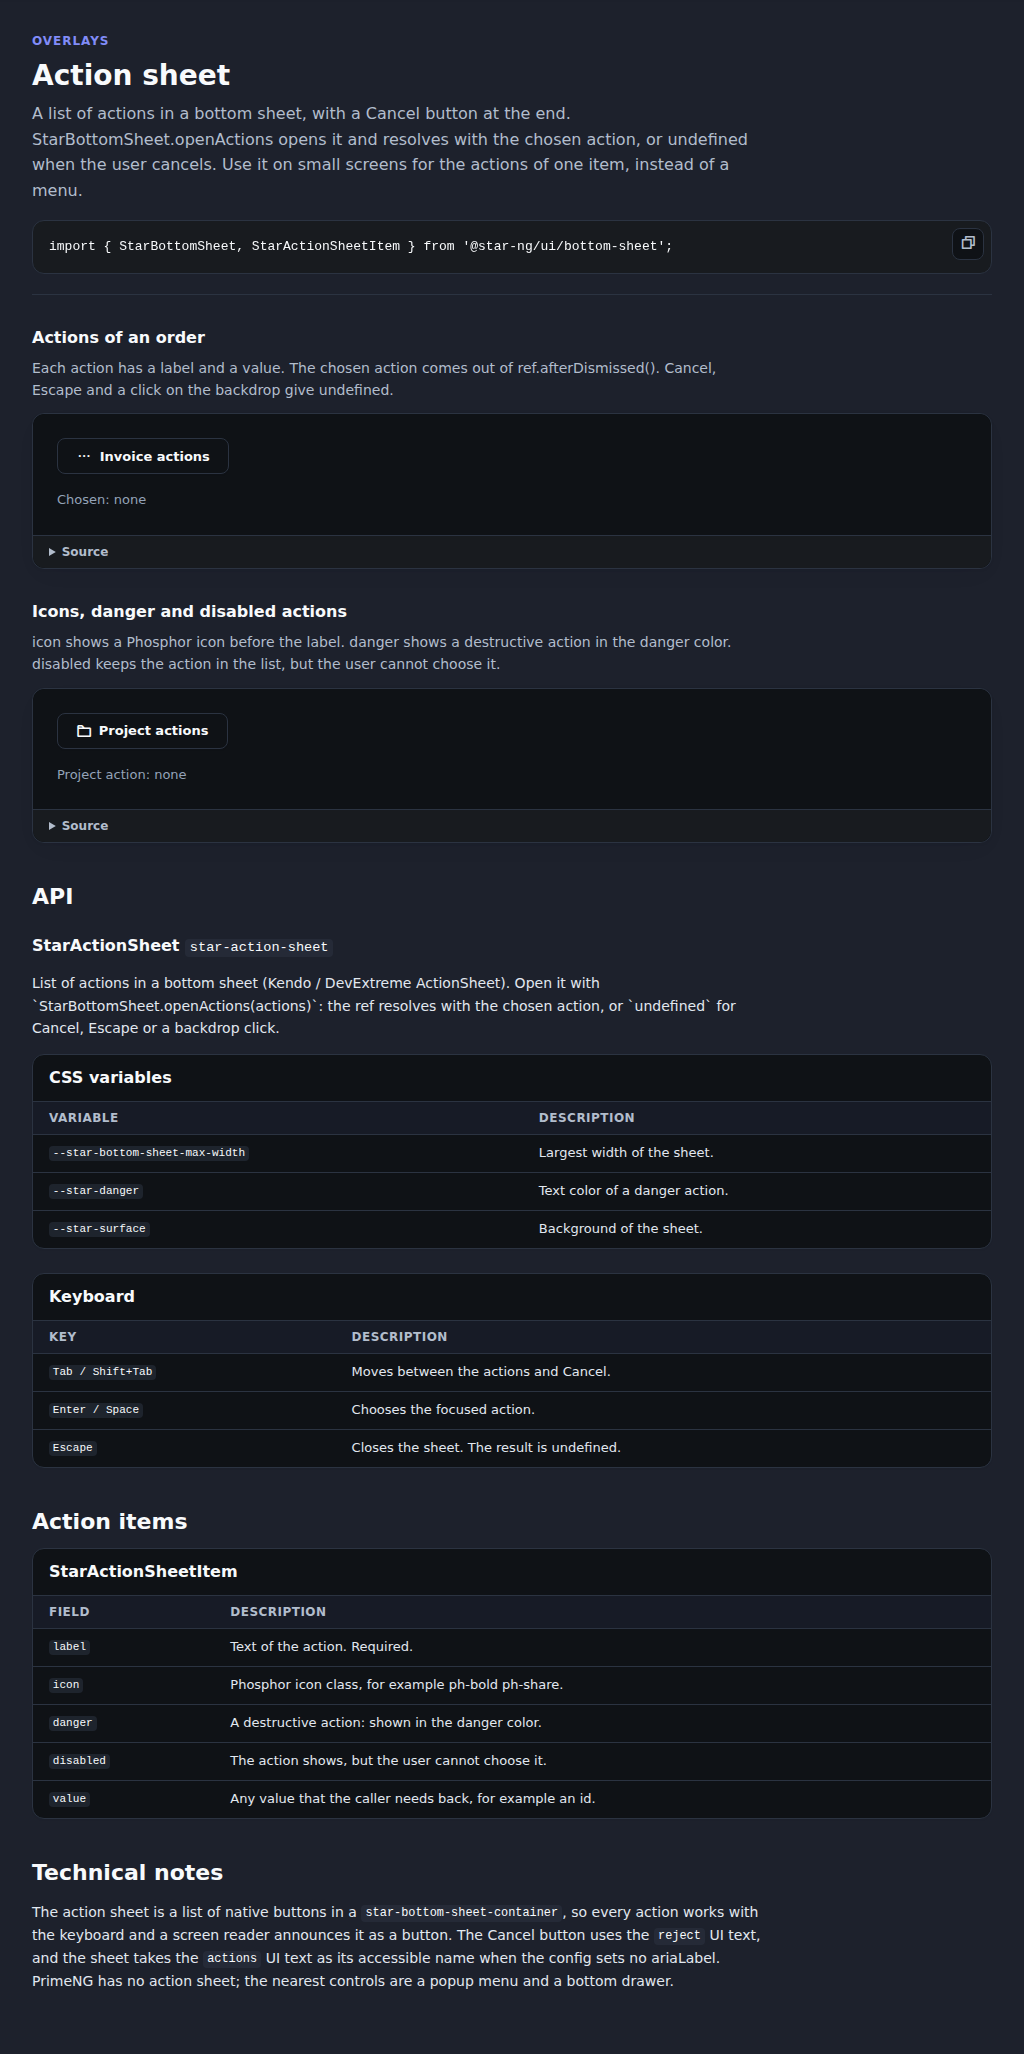 OVERLAYS
Action sheet
A list of actions in a bottom sheet, with a Cancel button at the end.
StarBottomSheet.openActions opens it and resolves with the chosen action, or undefined
when the user cancels. Use it on small screens for the actions of one item, instead of a
menu.
import { StarBottomSheet, StarActionSheetItem } from '@star-ng/ui/bottom-sheet';
Actions of an order
Each action has a label and a value. The chosen action comes out of ref.afterDismissed(). Cancel,
Escape and a click on the backdrop give undefined.
Invoice actions
Chosen: none
Source
Icons, danger and disabled actions
icon shows a Phosphor icon before the label. danger shows a destructive action in the danger color.
disabled keeps the action in the list, but the user cannot choose it.
Project actions
Project action: none
Source
API
StarActionSheet star-action-sheet
List of actions in a bottom sheet (Kendo / DevExtreme ActionSheet). Open it with
`StarBottomSheet.openActions(actions)`: the ref resolves with the chosen action, or `undefined` for
Cancel, Escape or a backdrop click.
CSS variables
VARIABLE DESCRIPTION
--star-bottom-sheet-max-width Largest width of the sheet.
--star-danger Text color of a danger action.
--star-surface Background of the sheet.
Keyboard
KEY DESCRIPTION
Tab / Shift+Tab Moves between the actions and Cancel.
Enter / Space Chooses the focused action.
Escape Closes the sheet. The result is undefined.
Action items
StarActionSheetItem
FIELD DESCRIPTION
label Text of the action. Required.
icon Phosphor icon class, for example ph-bold ph-share.
danger A destructive action: shown in the danger color.
disabled The action shows, but the user cannot choose it.
value Any value that the caller needs back, for example an id.
Technical notes
The action sheet is a list of native buttons in a star-bottom-sheet-container, so every action works with
the keyboard and a screen reader announces it as a button. The Cancel button uses the reject UI text,
and the sheet takes the actions UI text as its accessible name when the config sets no ariaLabel.
PrimeNG has no action sheet; the nearest controls are a popup menu and a bottom drawer.